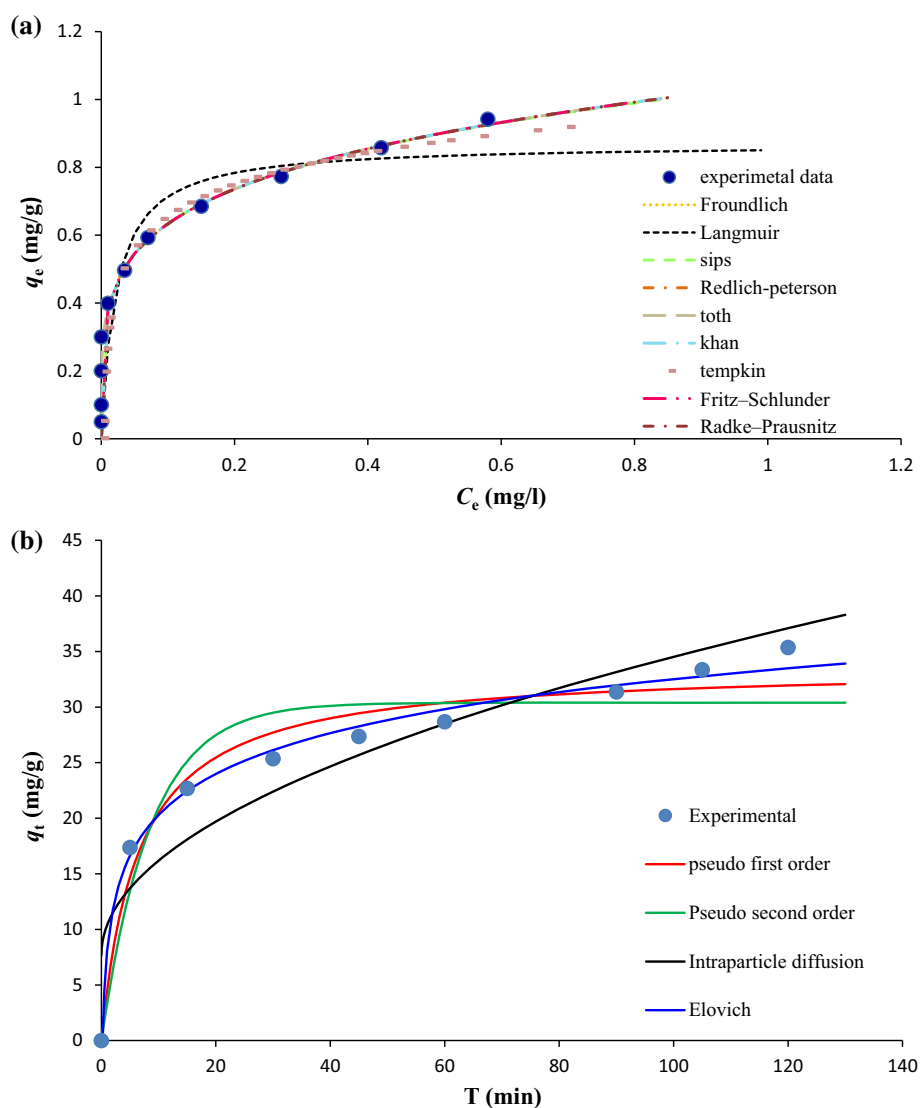 (a)
1.2
1
0.8
0.6
0.4
0.2
0
qe (mg/g)
experimetal data
Froundlich
Langmuir
sips
Redlich-peterson
toth
khan
tempkin
Fritz–Schlunder
Radke–Prausnitz
0 0.2 0.4 0.6 0.8 1 1.2
Ce (mg/l)
(b)
45
40
35
30
25
20
15
10
5
0
qt (mg/g)
Experimental
pseudo first order
Pseudo second order
Intraparticle diffusion
Elovich
0 20 40 60 80 100 120 140
T (min)